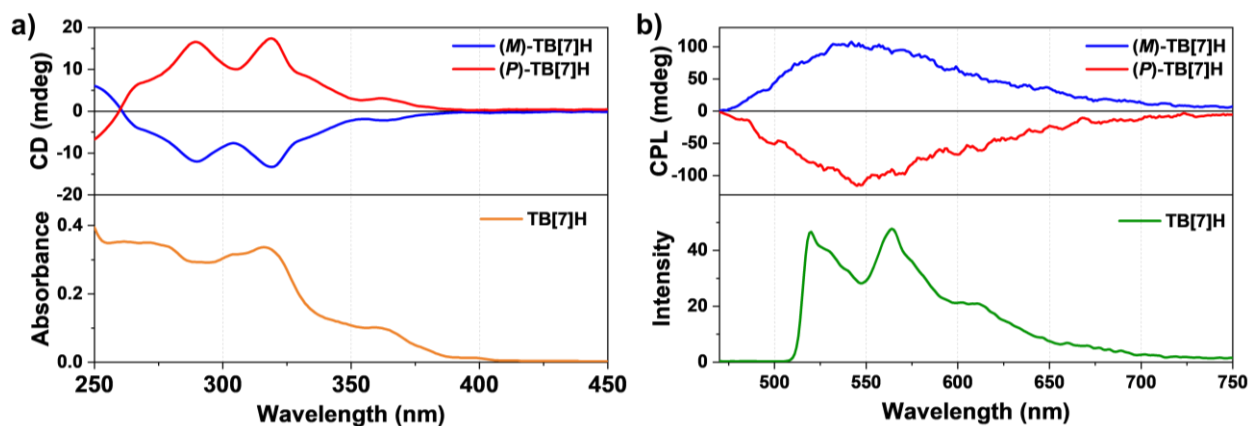 a)
CD (mdeg)
20
10
0
-10
-20
(M)-TB[7]H
(P)-TB[7]H
Absorbance
0.4
0.2
0.0
TB[7]H
250 300 350 400 450
Wavelength (nm)
b)
CPL (mdeg)
100
50
0
-50
-100
(M)-TB[7]H
(P)-TB[7]H
Intensity
40
20
0
TB[7]H
500 550 600 650 700 750
Wavelength (nm)